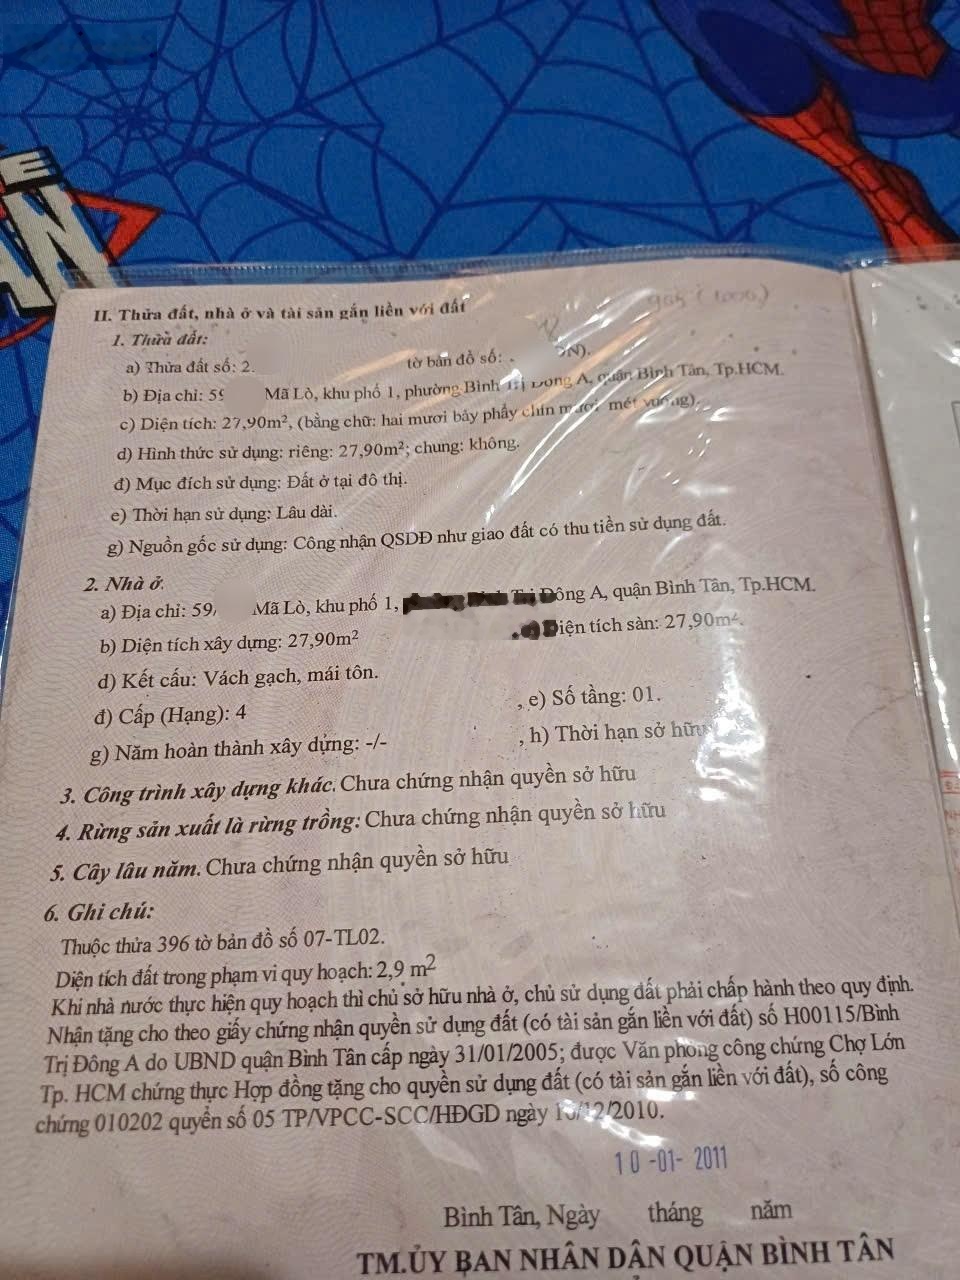 II. Thửa đất, nhà ở và tài sản gắn liền với đất
1. Thửa đất:
a) Thửa đất số: 2. tờ bản đồ số:
b) Địa chỉ: 59 Mã Lò, khu phố 1, phường Bình Trị Đông A, quận Bình Tân, Tp.HCM.
c) Diện tích: 27,90m², (bằng chữ: hai mươi bảy phẩy chín mươi mét vuông).
d) Hình thức sử dụng: riêng: 27,90m²; chung: không.
đ) Mục đích sử dụng: Đất ở tại đô thị.
e) Thời hạn sử dụng: Lâu dài.
g) Nguồn gốc sử dụng: Công nhận QSDĐ như giao đất có thu tiền sử dụng đất.
2. Nhà ở.
a) Địa chỉ: 59, Mã Lò, khu phố 1, Trị Đông A, quận Bình Tân, Tp.HCM.
b) Diện tích xây dựng: 27,90m² Diện tích sàn: 27,90m².
d) Kết cấu: Vách gạch, mái tôn.
đ) Cấp (Hạng): 4 , e) Số tầng: 01.
g) Năm hoàn thành xây dựng: -/- , h) Thời hạn sở hữu
3. Công trình xây dựng khác. Chưa chứng nhận quyền sở hữu
4. Rừng sản xuất là rừng trồng: Chưa chứng nhận quyền sở hữu
5. Cây lâu năm. Chưa chứng nhận quyền sở hữu
6. Ghi chú:
Thuộc thửa 396 tờ bản đồ số 07-TL02.
Diện tích đất trong phạm vi quy hoạch: 2,9 m²
Khi nhà nước thực hiện quy hoạch thì chủ sở hữu nhà ở, chủ sử dụng đất phải chấp hành theo quy định.
Nhận tặng cho theo giấy chứng nhận quyền sử dụng đất (có tài sản gắn liền với đất) số H00115/Bình
Trị Đông A do UBND quận Bình Tân cấp ngày 31/01/2005; được Văn phòng công chứng Chợ Lớn
Tp. HCM chứng thực Hợp đồng tặng cho quyền sử dụng đất (có tài sản gắn liền với đất), số công
chứng 010202 quyển số 05 TP/VPCC-SCC/HĐGD ngày /12/2010.
10-01-2011
Bình Tân, Ngày tháng năm
TM.ỦY BAN NHÂN DÂN QUẬN BÌNH TÂN